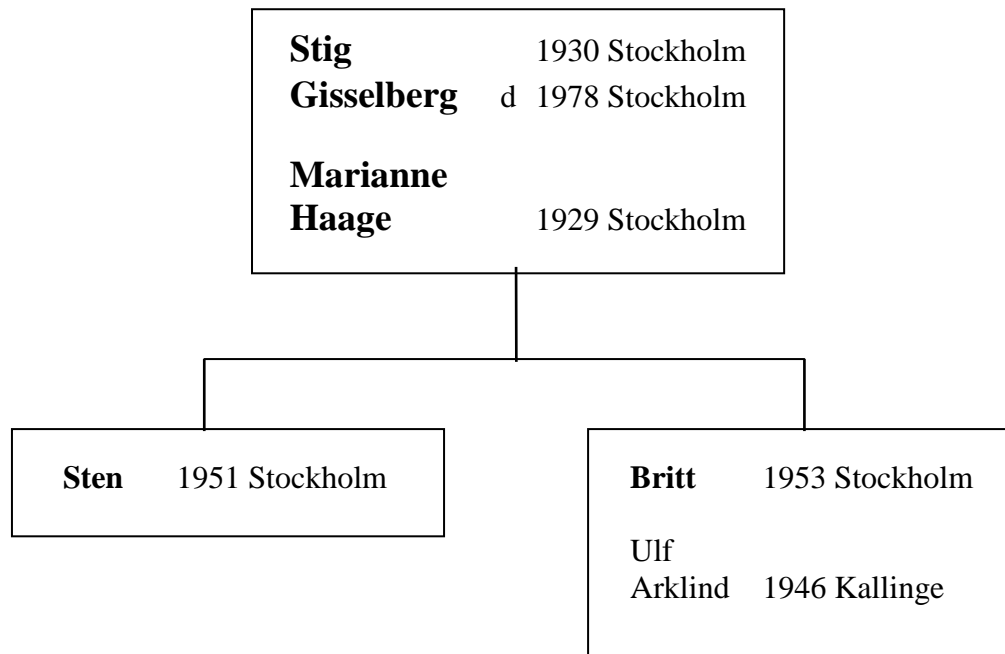 Stig 1930 Stockholm
Gisselberg d 1978 Stockholm
Marianne
Haage 1929 Stockholm
Sten 1951 Stockholm
Britt 1953 Stockholm
Ulf
Arklind 1946 Kallinge